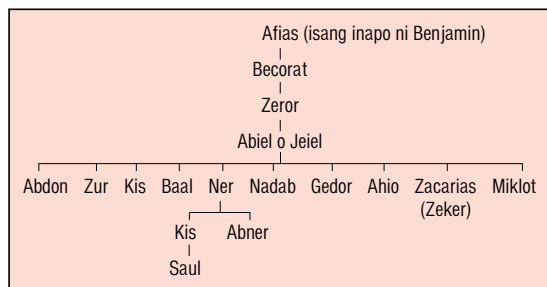 Afias (isang inapo ni Benjamin)
Becorat
Zeror
Abiel o Jeiel
Abdon Zur Kis Baal Ner Nadab Gedor Ahio Zacarias Miklot
(Zeker)
Kis Abner
Saul